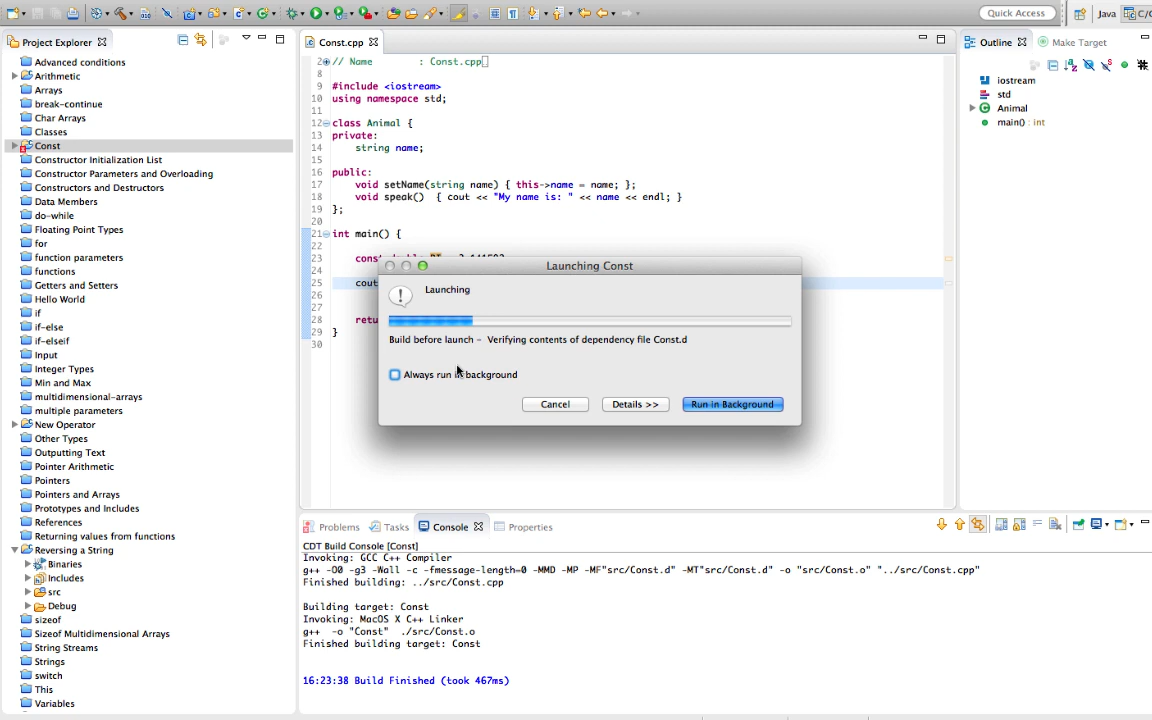 Quick Access
Java
C/C
Project Explorer
Const.cpp
Outline
Make Target
Advanced conditions
Arithmetic
Arrays
break-continue
Char Arrays
Classes
Const
Constructor Initialization List
Constructor Parameters and Overloading
Constructors and Destructors
Data Members
do-while
Floating Point Types
for
function parameters
functions
Getters and Setters
Hello World
if
if-else
if-elseif
Input
Integer Types
Min and Max
multidimensional-arrays
multiple parameters
New Operator
Other Types
Outputting Text
Pointer Arithmetic
Pointers
Pointers and Arrays
Prototypes and Includes
References
Returning values from functions
Reversing a String
Binaries
Includes
src
Debug
sizeof
Sizeof Multidimensional Arrays
String Streams
Strings
switch
This
Variables
2 // Name : Const.cpp
8
9 #include <iostream>
10 using namespace std;
11
12 class Animal {
13 private:
14 string name;
15
16 public:
17 void setName(string name) { this->name = name; };
18 void speak() { cout << "My name is: " << name << endl; }
19 };
20
21 int main() {
22
23 const double PI = 3.141592
24
25 cout
26
27
28 retu
29 }
30
iostream
std
Animal
main() : int
Launching Const
Launching
Build before launch - Verifying contents of dependency file Const.d
Always run in background
Cancel
Details >>
Run in Background
Problems
Tasks
Console
Properties
CDT Build Console [Const]
Invoking: GCC C++ Compiler
g++ -O0 -g3 -Wall -c -fmessage-length=0 -MMD -MP -MF"src/Const.d" -MT"src/Const.d" -o "src/Const.o" "../src/Const.cpp"
Finished building: ../src/Const.cpp
Building target: Const
Invoking: MacOS X C++ Linker
g++ -o "Const" ./src/Const.o
Finished building target: Const
16:23:38 Build Finished (took 467ms)